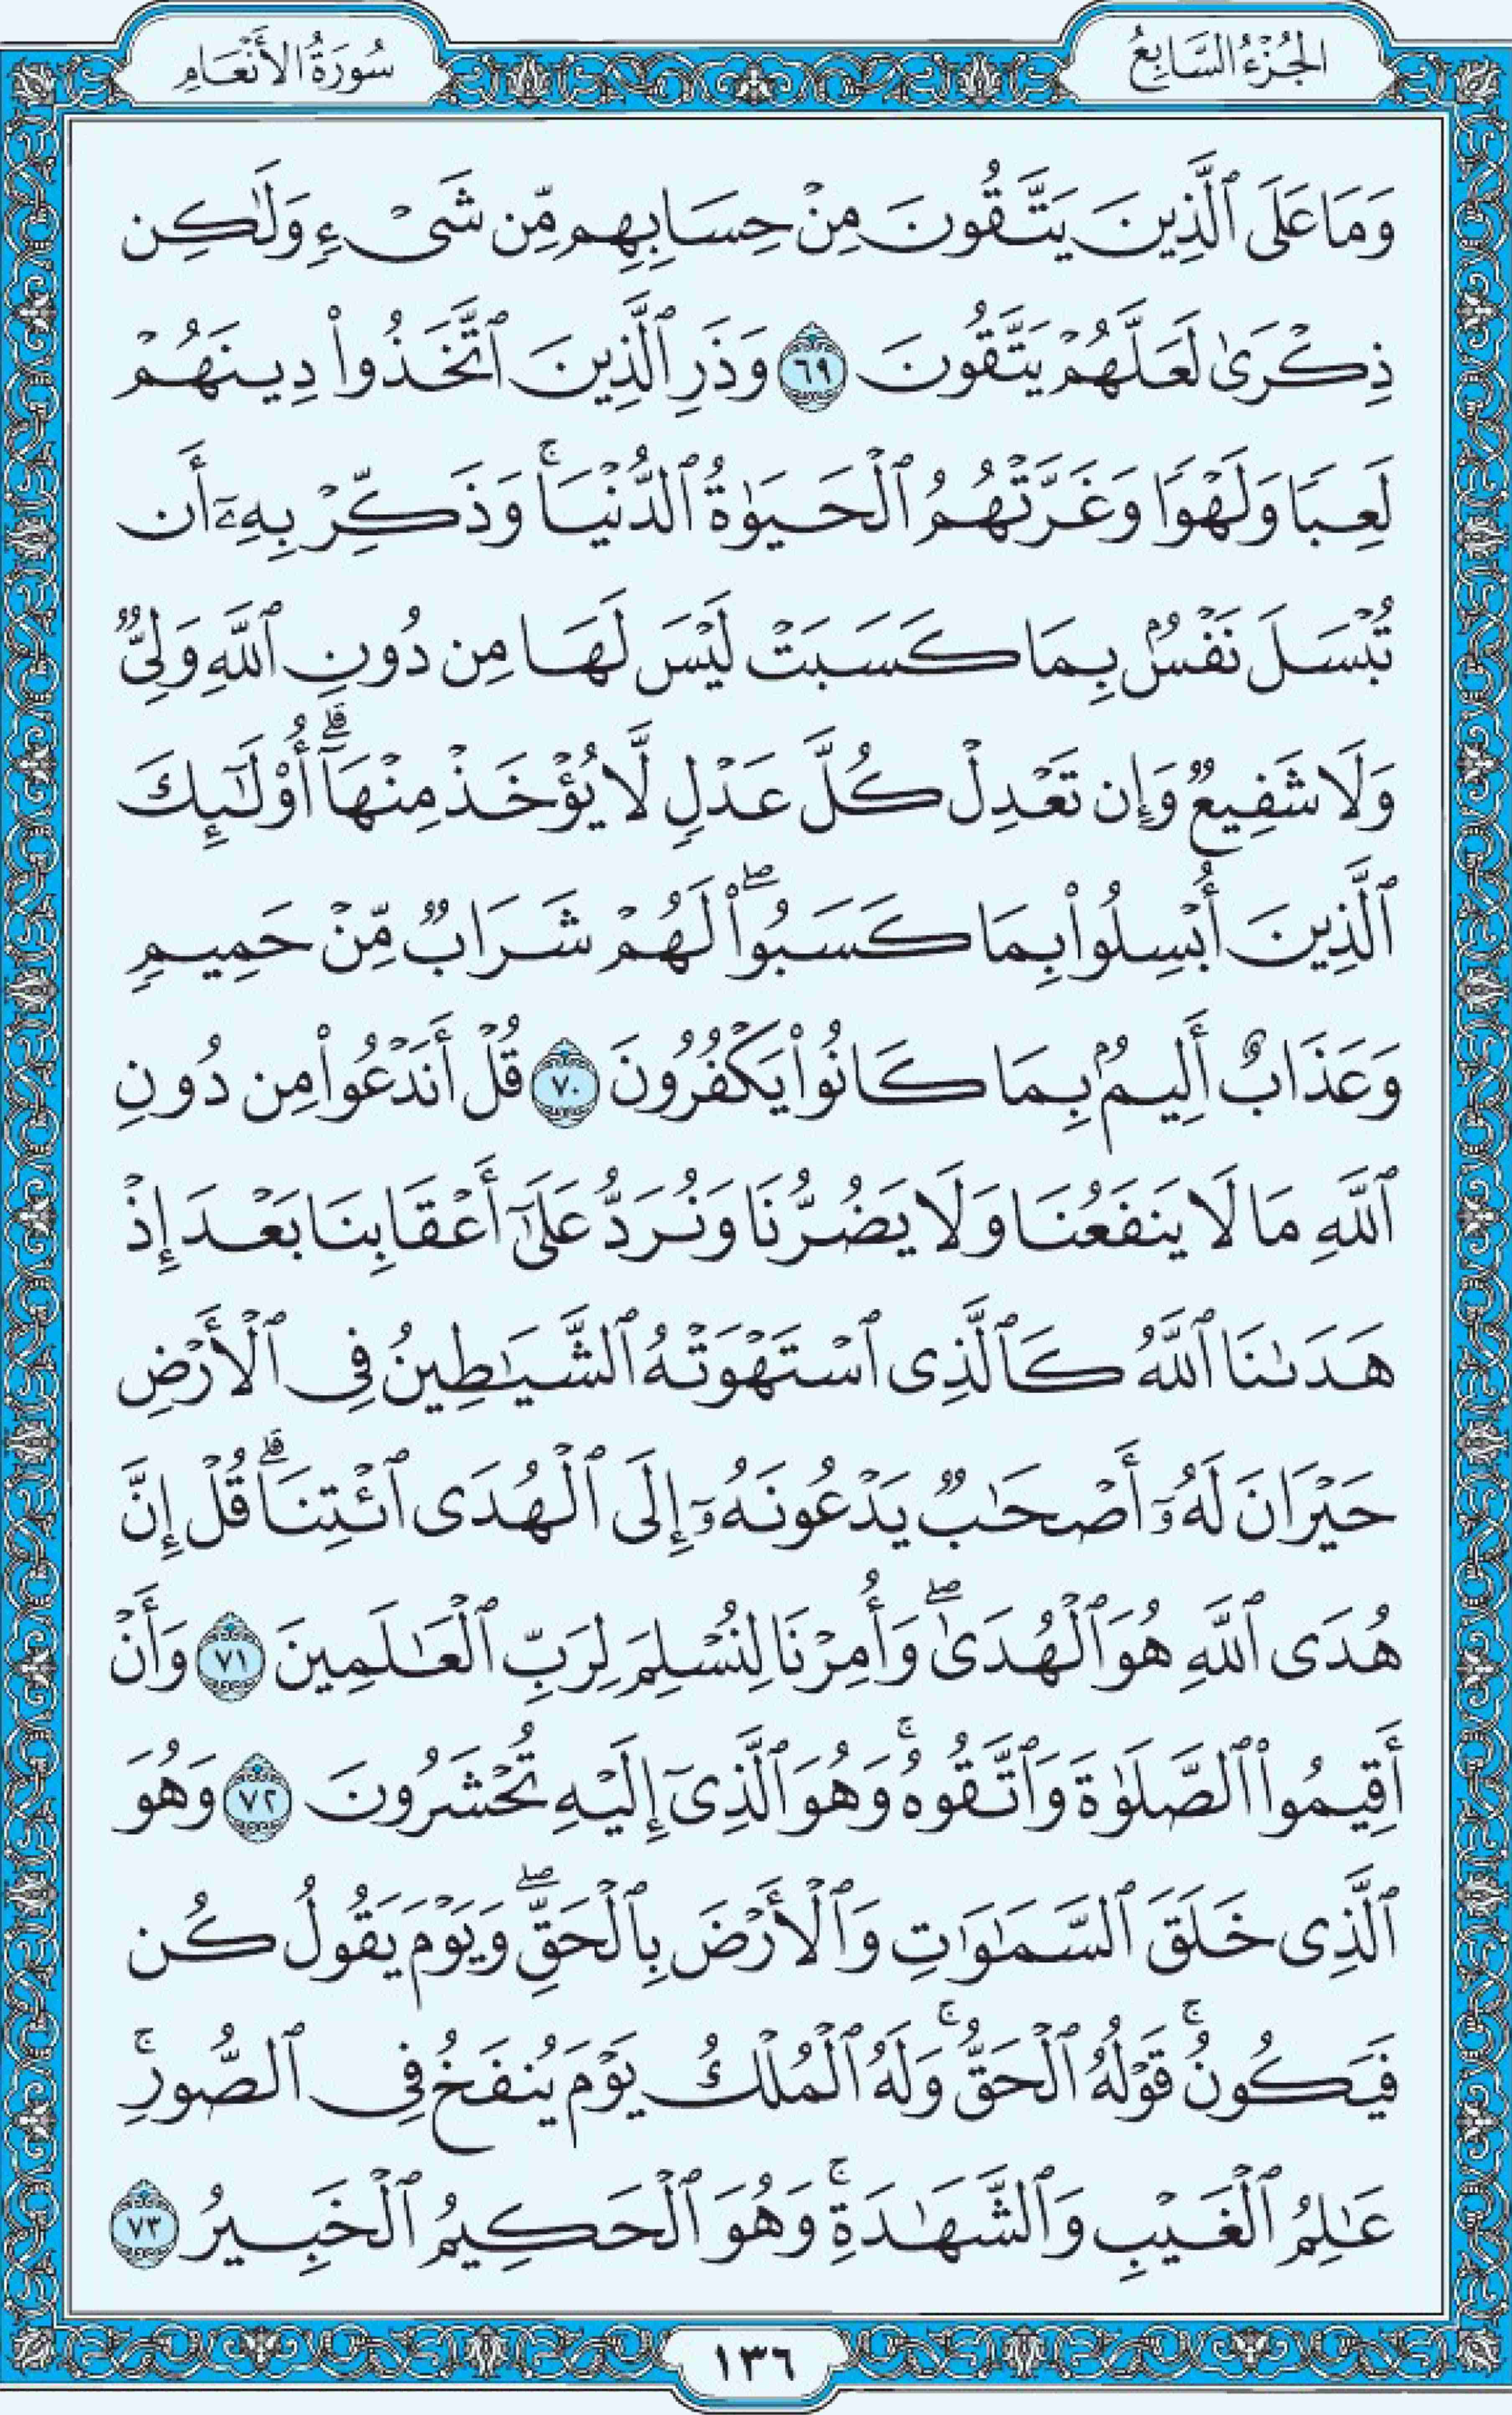 الجُزْءُ السَّابِعُ
سُورَةُ الأَنْعَامِ
وَمَا عَلَى ٱلَّذِينَ يَتَّقُونَ مِنْ حِسَابِهِم مِّن شَىْءٍ وَلَٰكِن
ذِكْرَىٰ لَعَلَّهُمْ يَتَّقُونَ ٦٩ وَذَرِ ٱلَّذِينَ ٱتَّخَذُوا۟ دِينَهُمْ
لَعِبًا وَلَهْوًا وَغَرَّتْهُمُ ٱلْحَيَوٰةُ ٱلدُّنْيَا ۚ وَذَكِّرْ بِهِۦٓ أَن
تُبْسَلَ نَفْسٌۢ بِمَا كَسَبَتْ لَيْسَ لَهَا مِن دُونِ ٱللَّهِ وَلِىٌّ
وَلَا شَفِيعٌ وَإِن تَعْدِلْ كُلَّ عَدْلٍ لَّا يُؤْخَذْ مِنْهَآ ۗ أُو۟لَٰٓئِكَ
ٱلَّذِينَ أُبْسِلُوا۟ بِمَا كَسَبُوا۟ ۖ لَهُمْ شَرَابٌ مِّنْ حَمِيمٍ
وَعَذَابٌ أَلِيمٌۢ بِمَا كَانُوا۟ يَكْفُرُونَ ٧٠ قُلْ أَنَدْعُوا۟ مِن دُونِ
ٱللَّهِ مَا لَا يَنفَعُنَا وَلَا يَضُرُّنَا وَنُرَدُّ عَلَىٰٓ أَعْقَابِنَا بَعْدَ إِذْ
هَدَىٰنَا ٱللَّهُ كَٱلَّذِى ٱسْتَهْوَتْهُ ٱلشَّيَٰطِينُ فِى ٱلْأَرْضِ
حَيْرَانَ لَهُۥٓ أَصْحَٰبٌ يَدْعُونَهُۥٓ إِلَى ٱلْهُدَى ٱئْتِنَا ۗ قُلْ إِنَّ
هُدَى ٱللَّهِ هُوَ ٱلْهُدَىٰ ۖ وَأُمِرْنَا لِنُسْلِمَ لِرَبِّ ٱلْعَٰلَمِينَ ٧١ وَأَنْ
أَقِيمُوا۟ ٱلصَّلَوٰةَ وَٱتَّقُوهُ ۚ وَهُوَ ٱلَّذِىٓ إِلَيْهِ تُحْشَرُونَ ٧٢ وَهُوَ
ٱلَّذِى خَلَقَ ٱلسَّمَٰوَٰتِ وَٱلْأَرْضَ بِٱلْحَقِّ ۖ وَيَوْمَ يَقُولُ كُن
فَيَكُونُ ۚ قَوْلُهُ ٱلْحَقُّ ۚ وَلَهُ ٱلْمُلْكُ يَوْمَ يُنفَخُ فِى ٱلصُّورِ ۚ
عَٰلِمُ ٱلْغَيْبِ وَٱلشَّهَٰدَةِ ۚ وَهُوَ ٱلْحَكِيمُ ٱلْخَبِيرُ ٧٣
١٣٦